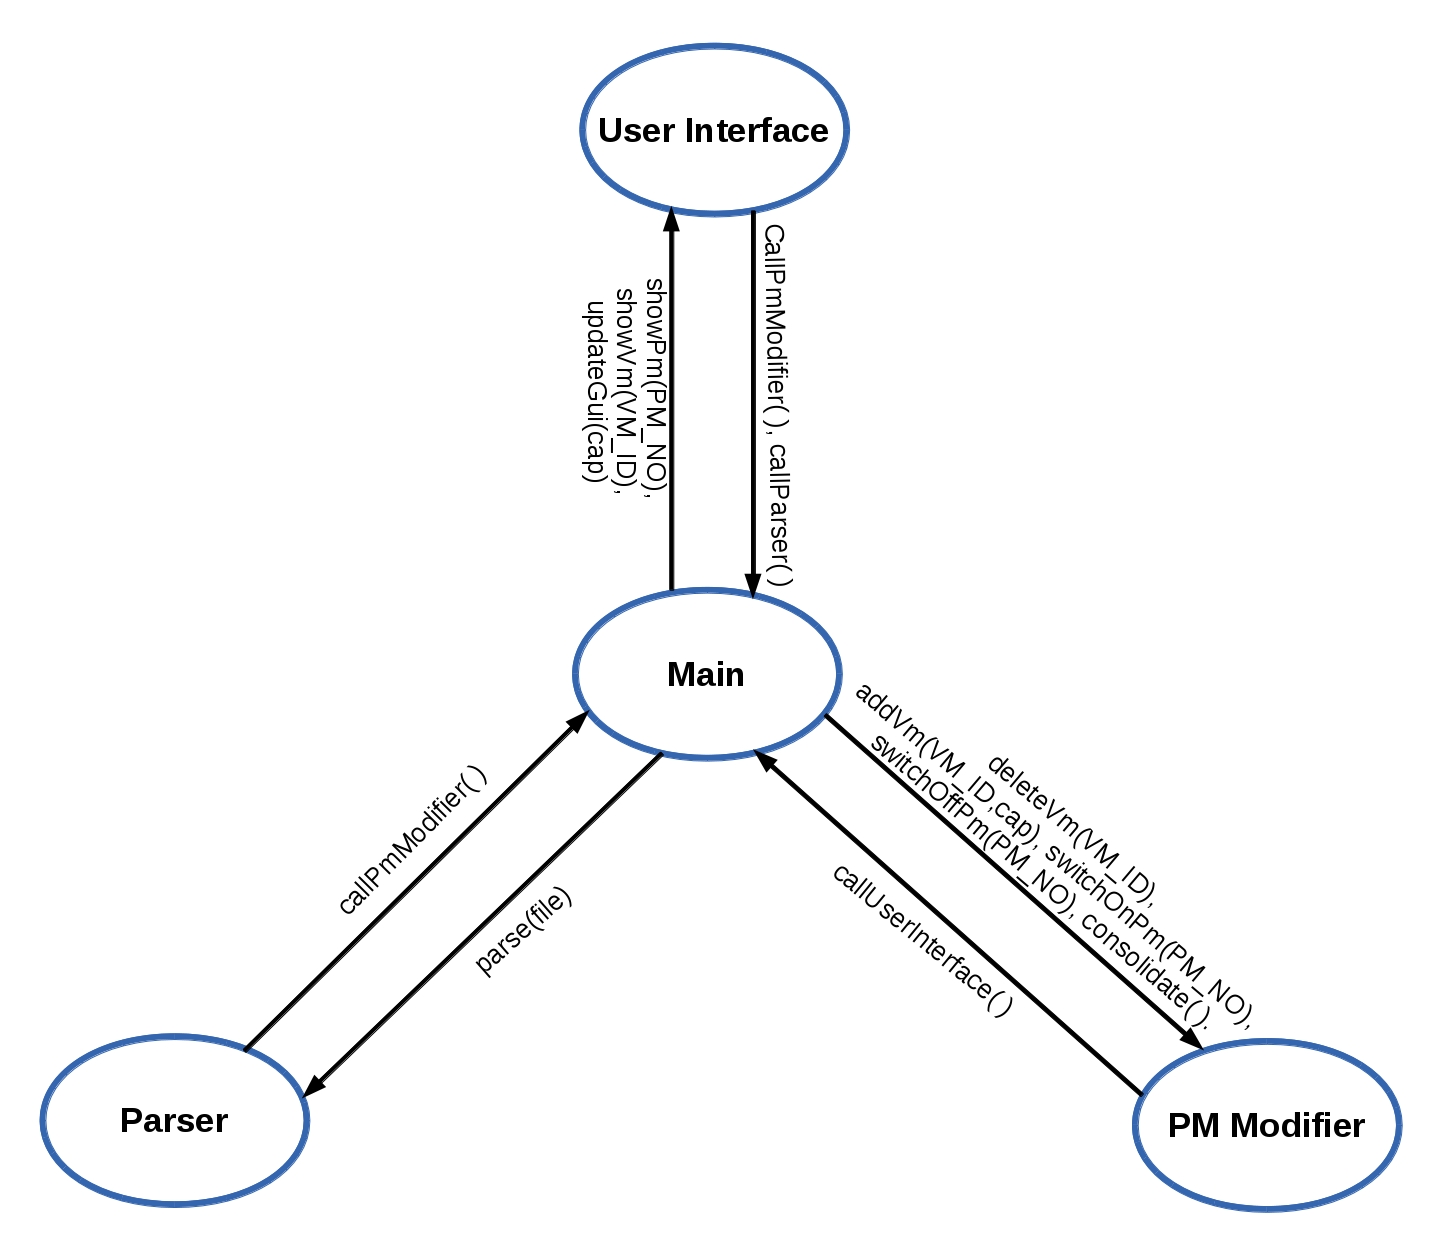 User Interface
CallPmModifier( ), callParser( )
showPm(PM_NO),
showVm(VM_ID),
updateGui(cap)
Main
callPmModifier( )
parse(file)
deleteVm(VM_ID),
addVm(VM_ID,cap), switchOnPm(PM_NO),
switchOffPm(PM_NO), consolidate( ).
callUserInterface( )
Parser
PM Modifier